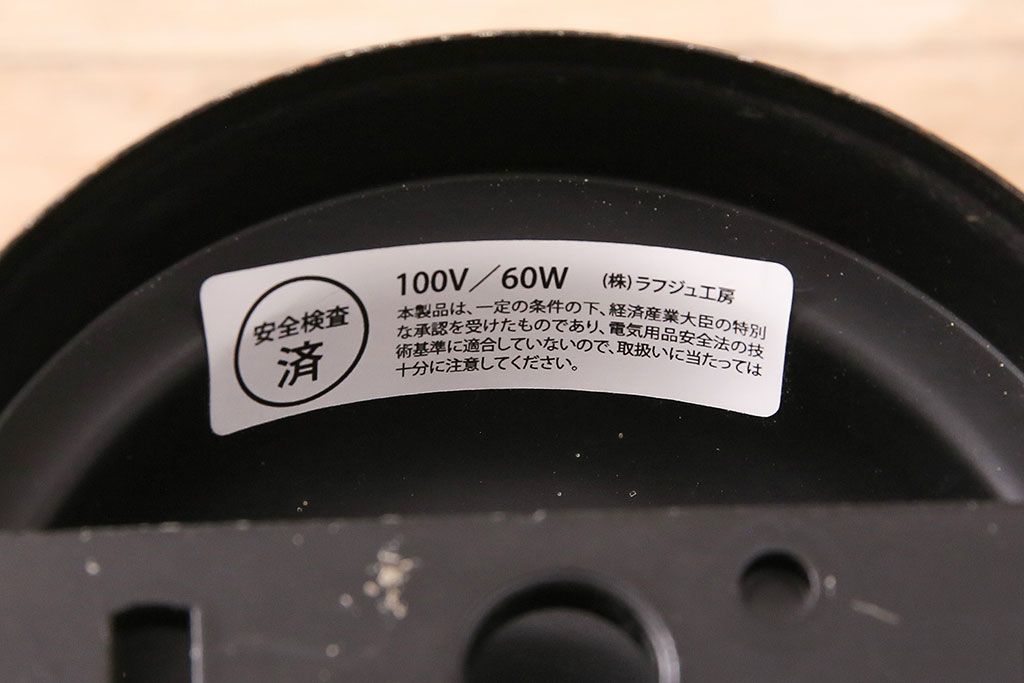 安全検査
済
100V／60W (株)ラフジュ工房
本製品は、一定の条件の下、経済産業大臣の特別
な承認を受けたものであり、電気用品安全法の技
術基準に適合していないので、取扱いに当たっては
十分に注意してください。